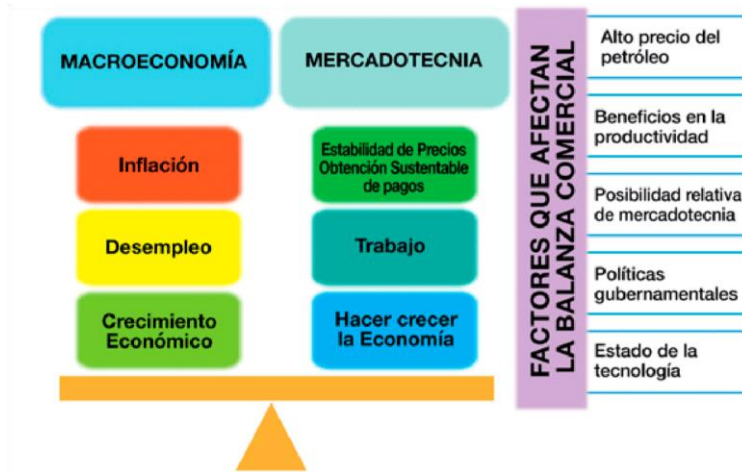 MACROECONOMÍA
MERCADOTECNIA
Inflación
Estabilidad de Precios
Obtención Sustentable
de pagos
Desempleo
Trabajo
Crecimiento
Económico
Hacer crecer
la Economía
FACTORES QUE AFECTAN
LA BALANZA COMERCIAL
Alto precio del
petróleo
Beneficios en la
productividad
Posibilidad relativa
de mercadotecnia
Políticas
gubernamentales
Estado de la
tecnología